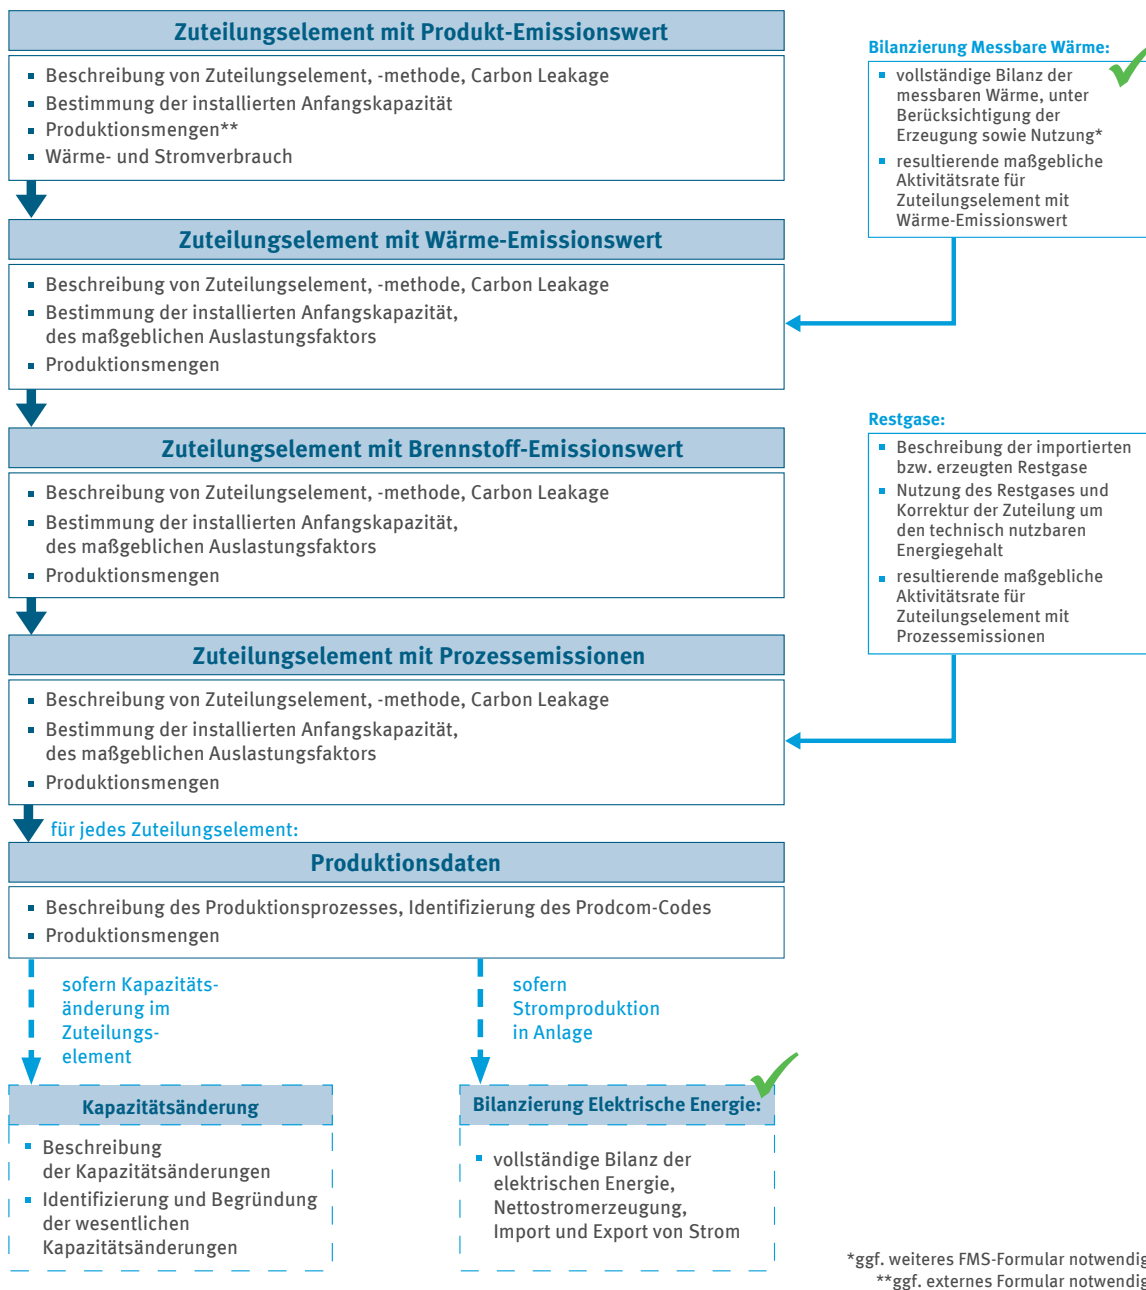 Zuteilungselement mit Produkt-Emissionswert
Beschreibung von Zuteilungselement, -methode, Carbon Leakage
Bestimmung der installierten Anfangskapazität
Produktionsmengen**
Wärme- und Stromverbrauch
Bilanzierung Messbare Wärme:
vollständige Bilanz der
messbaren Wärme, unter
Berücksichtigung der
Erzeugung sowie Nutzung*
resultierende maßgebliche
Aktivitätsrate für
Zuteilungselement mit
Wärme-Emissionswert
Zuteilungselement mit Wärme-Emissionswert
Beschreibung von Zuteilungselement, -methode, Carbon Leakage
Bestimmung der installierten Anfangskapazität,
des maßgeblichen Auslastungsfaktors
Produktionsmengen
Zuteilungselement mit Brennstoff-Emissionswert
Beschreibung von Zuteilungselement, -methode, Carbon Leakage
Bestimmung der installierten Anfangskapazität,
des maßgeblichen Auslastungsfaktors
Produktionsmengen
Restgase:
Beschreibung der importierten
bzw. erzeugten Restgase
Nutzung des Restgases und
Korrektur der Zuteilung um
den technisch nutzbaren
Energiegehalt
resultierende maßgebliche
Aktivitätsrate für
Zuteilungselement mit
Prozessemissionen
Zuteilungselement mit Prozessemissionen
Beschreibung von Zuteilungselement, -methode, Carbon Leakage
Bestimmung der installierten Anfangskapazität,
des maßgeblichen Auslastungsfaktors
Produktionsmengen
für jedes Zuteilungselement:
Produktionsdaten
Beschreibung des Produktionsprozesses, Identifizierung des Prodcom-Codes
Produktionsmengen
sofern Kapazitäts-
änderung im
Zuteilungs-
element
sofern
Stromproduktion
in Anlage
Kapazitätsänderung
Beschreibung
der Kapazitätsänderungen
Identifizierung und Begründung
der wesentlichen
Kapazitätsänderungen
Bilanzierung Elektrische Energie:
vollständige Bilanz der
elektrischen Energie,
Nettostromerzeugung,
Import und Export von Strom
*ggf. weiteres FMS-Formular notwendig
**ggf. externes Formular notwendig